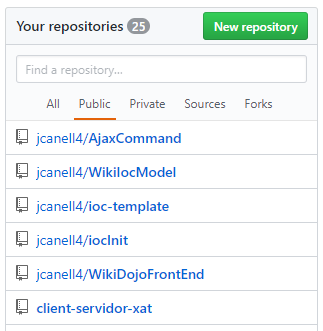 Your repositories 25 New repository
Find a repository...
All Public Private Sources Forks
jcanell4/AjaxCommand
jcanell4/WikiIocModel
jcanell4/ioc-template
jcanell4/iocInit
jcanell4/WikiDojoFrontEnd
client-servidor-xat